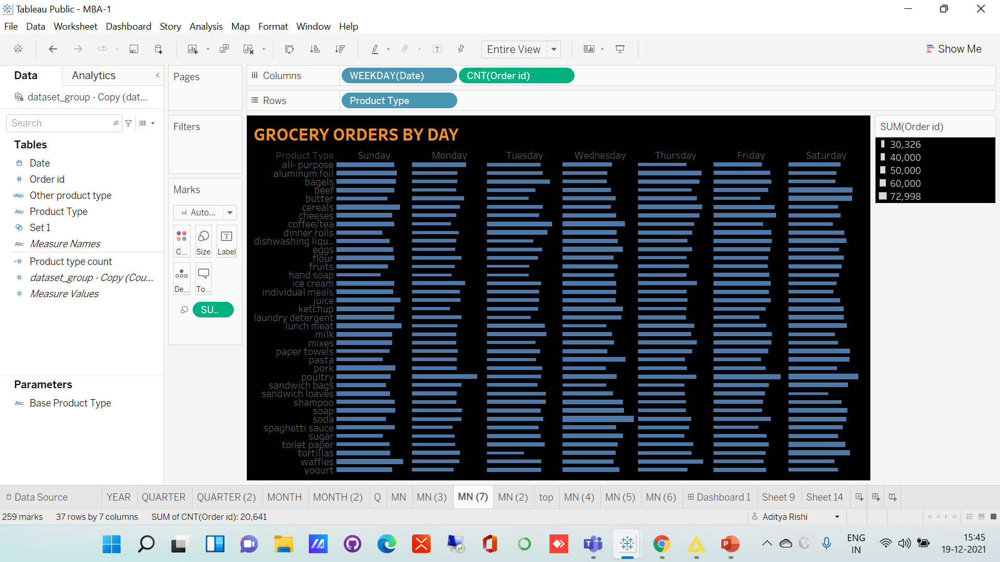 Tableau Public - MBA-1
File Data Worksheet Dashboard Story Analysis Map Format Window Help
Entire View
Show Me
Data Analytics
dataset_group - Copy (dat...
Search
Tables
Date
Order id
=Abc Other product type
Abc Product Type
Set 1
Abc Measure Names
Product type count
dataset_group - Copy (Cou...
Measure Values
Parameters
Abc Base Product Type
Pages
Filters
Marks
Auto...
C... Size Label
De... To...
SU..
Columns WEEKDAY(Date) CNT(Order id)
Rows Product Type
GROCERY ORDERS BY DAY
Product Type Sunday Monday Tuesday Wednesday Thursday Friday Saturday
all- purpose
aluminum foil
bagels
beef
butter
cereals
cheeses
coffee/tea
dinner rolls
dishwashing liqu..
eggs
flour
fruits
hand soap
ice cream
individual meals
juice
ketchup
laundry detergent
lunch meat
milk
mixes
paper towels
pasta
pork
poultry
sandwich bags
sandwich loaves
shampoo
soap
soda
spaghetti sauce
sugar
toilet paper
tortillas
waffles
yogurt
SUM(Order id)
30,326
40,000
50,000
60,000
72,998
Data Source YEAR QUARTER QUARTER (2) MONTH MONTH (2) Q MN MN (3) MN (7) MN (2) top MN (4) MN (5) MN (6) Dashboard 1 Sheet 9 Sheet 14
259 marks 37 rows by 7 columns SUM of CNT(Order id): 20,641 Aditya Rishi
ENG
IN
15:45
19-12-2021